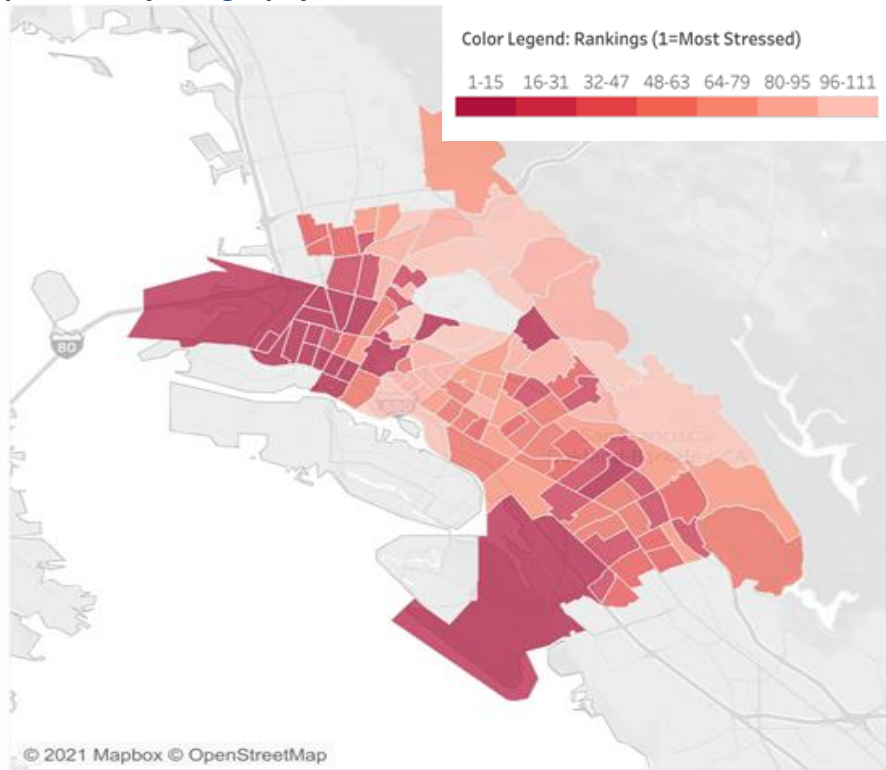 Color Legend: Rankings (1=Most Stressed)
1-15 16-31 32-47 48-63 64-79 80-95 96-111
80
© 2021 Mapbox © OpenStreetMap